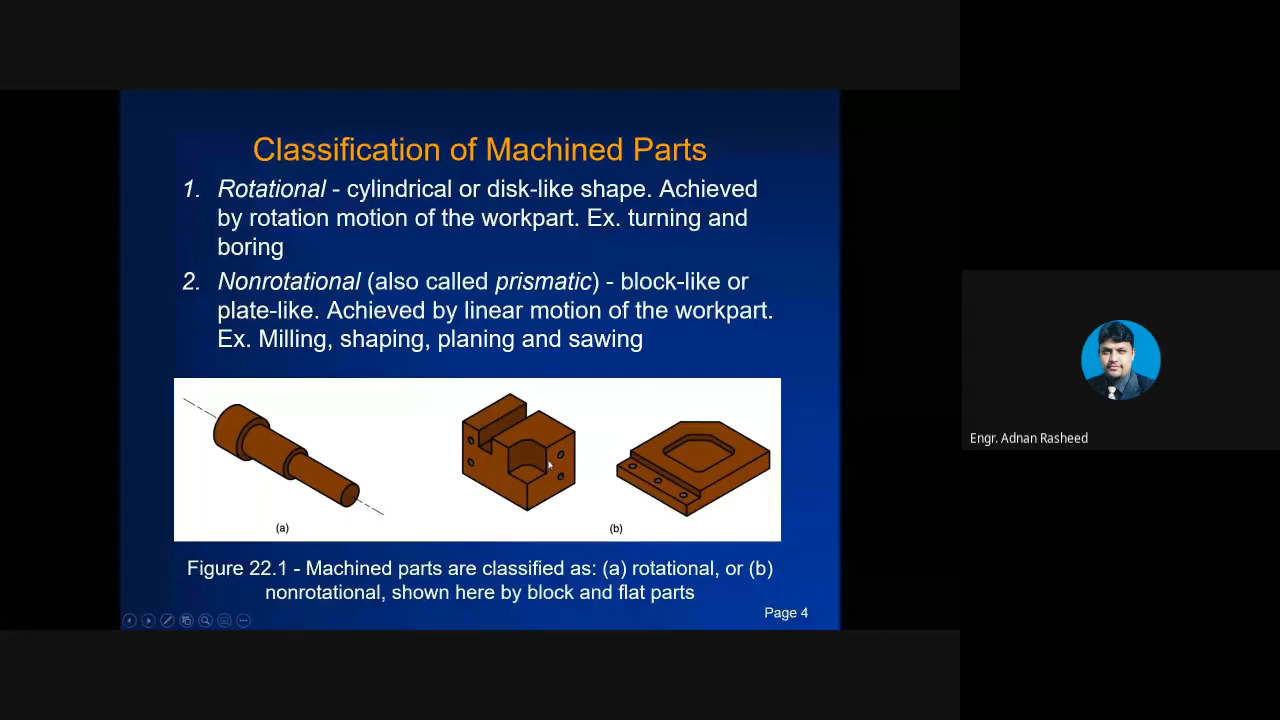 Classification of Machined Parts
1. Rotational - cylindrical or disk-like shape. Achieved
by rotation motion of the workpart. Ex. turning and
boring
2. Nonrotational (also called prismatic) - block-like or
plate-like. Achieved by linear motion of the workpart.
Ex. Milling, shaping, planing and sawing
(a)
(b)
Figure 22.1 - Machined parts are classified as: (a) rotational, or (b)
nonrotational, shown here by block and flat parts
Page 4
Engr. Adnan Rasheed